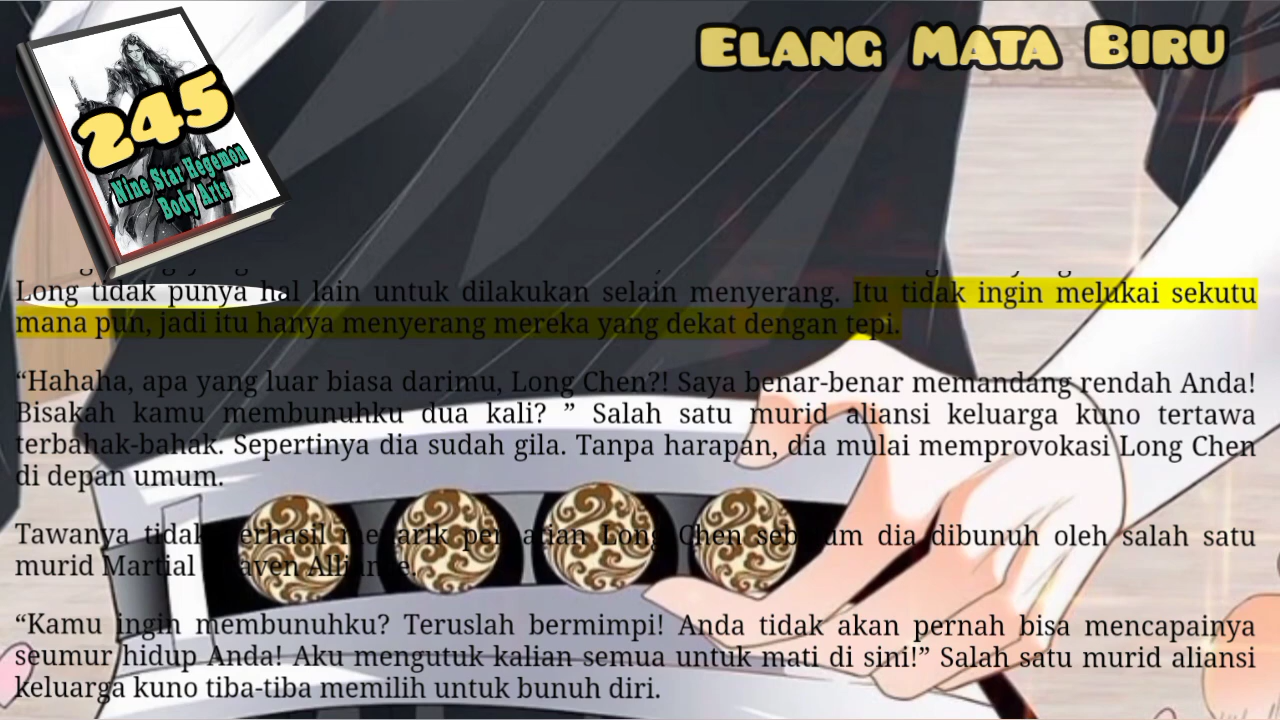 Elang Mata Biru
245
Nine Star Hegemon
Body Arts
Long tidak punya hal lain untuk dilakukan selain menyerang. Itu tidak ingin melukai sekutu
mana pun, jadi itu hanya menyerang mereka yang dekat dengan tepi.
“Hahaha, apa yang luar biasa darimu, Long Chen?! Saya benar-benar memandang rendah Anda!
Bisakah kamu membunuhku dua kali? ” Salah satu murid aliansi keluarga kuno tertawa
terbahak-bahak. Sepertinya dia sudah gila. Tanpa harapan, dia mulai memprovokasi Long Chen
di depan umum.
Tawanya tidak berhasil menarik perhatian Long Chen sebelum dia dibunuh oleh salah satu
murid Martial Heaven Alliance.
“Kamu ingin membunuhku? Teruslah bermimpi! Anda tidak akan pernah bisa mencapainya
seumur hidup Anda! Aku mengutuk kalian semua untuk mati di sini!” Salah satu murid aliansi
keluarga kuno tiba-tiba memilih untuk bunuh diri.